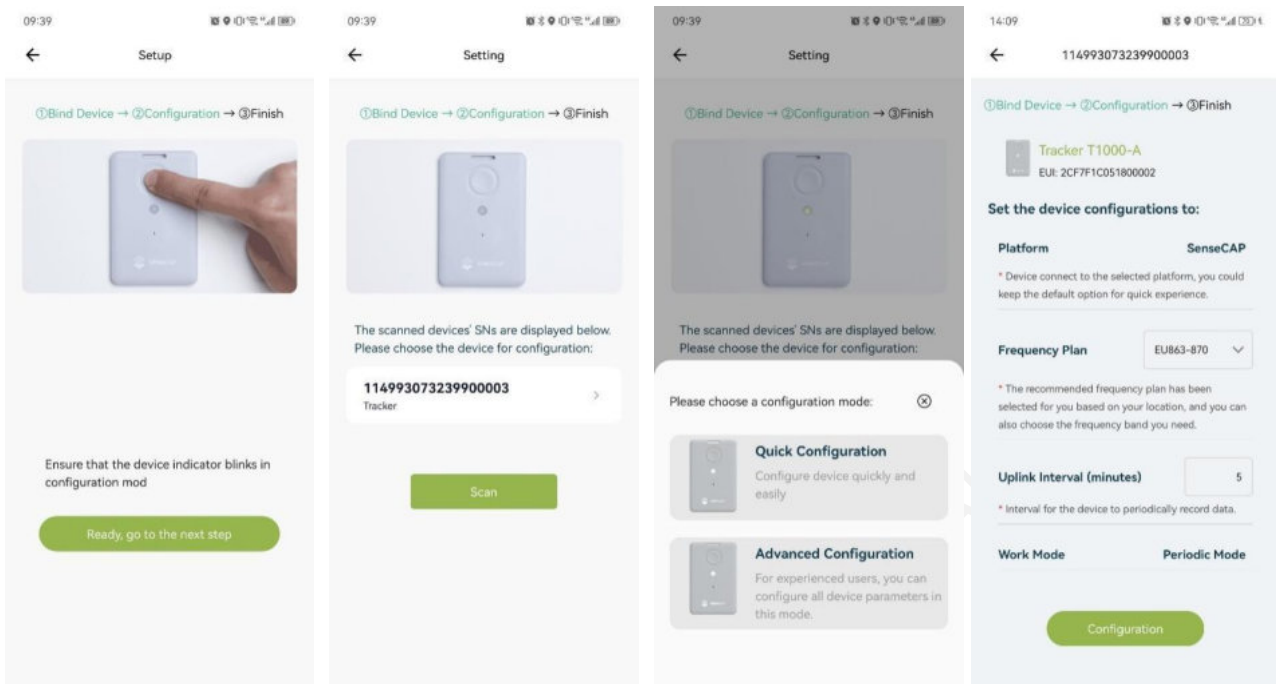 09:39
Setup
①Bind Device → ②Configuration → ③Finish
Ensure that the device indicator blinks in
configuration mod
Ready, go to the next step
09:39
Setting
①Bind Device → ②Configuration → ③Finish
The scanned devices' SNs are displayed below.
Please choose the device for configuration:
114993073239900003
Tracker
Scan
09:39
Setting
①Bind Device → ②Configuration → ③Finish
The scanned devices' SNs are displayed below.
Please choose the device for configuration:
Please choose a configuration mode:
Quick Configuration
Configure device quickly and
easily
Advanced Configuration
For experienced users, you can
configure all device parameters in
this mode.
14:09
114993073239900003
①Bind Device → ②Configuration → ③Finish
Tracker T1000-A
EUI: 2CF7F1C051800002
Set the device configurations to:
Platform SenseCAP
* Device connect to the selected platform, you could
keep the default option for quick experience.
Frequency Plan EU863-870
* The recommended frequency plan has been
selected for you based on your location, and you can
also choose the frequency band you need.
Uplink Interval (minutes) 5
* Interval for the device to periodically record data.
Work Mode Periodic Mode
Configuration